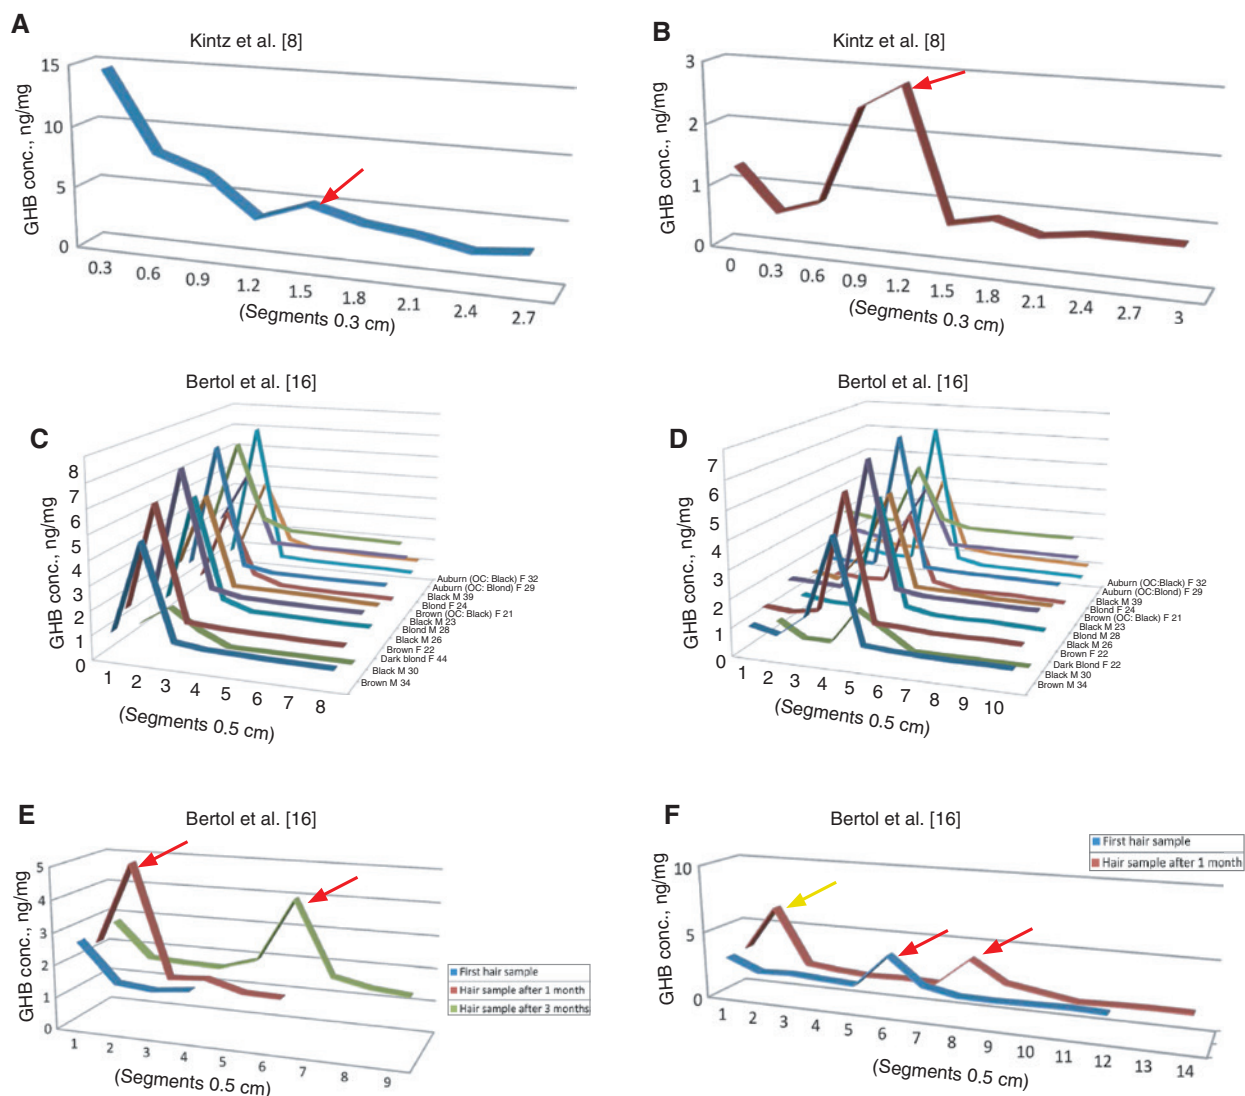 A
Kintz et al. [8]
GHB conc., ng/mg
15
10
5
0
0.3 0.6 0.9 1.2 1.5 1.8 2.1 2.4 2.7
(Segments 0.3 cm)
B
Kintz et al. [8]
GHB conc., ng/mg
3
2
1
0
0 0.3 0.6 0.9 1.2 1.5 1.8 2.1 2.4 2.7 3
(Segments 0.3 cm)
C
Bertol et al. [16]
GHB conc., ng/mg
8
7
6
5
4
3
2
1
0
1 2 3 4 5 6 7 8
(Segments 0.5 cm)
Auburn (OC: Black) F 32
Auburn (OC: Blond) F 29
Black M 39
Blond F 24
Brown (OC: Black) F 21
Black M 23
Blond M 28
Black M 26
Brown F 22
Dark blond F 44
Black M 30
Brown M 34
D
Bertol et al. [16]
GHB conc., ng/mg
7
6
5
4
3
2
1
0
1 2 3 4 5 6 7 8 9 10
(Segments 0.5 cm)
Auburn (OC:Black) F 32
Auburn (OC:Blond) F 29
Black M 39
Blond F 24
Brown (OC: Black) F 21
Black M 23
Blond M 28
Black M 26
Brown F 22
Dark Blond F 22
Black M 30
Brown M 34
E
Bertol et al. [16]
GHB conc., ng/mg
5
4
3
2
1
0
1 2 3 4 5 6 7 8 9
(Segments 0.5 cm)
First hair sample
Hair sample after 1 month
Hair sample after 3 months
F
Bertol et al. [16]
First hair sample
Hair sample after 1 month
GHB conc., ng/mg
10
5
0
1 2 3 4 5 6 7 8 9 10 11 12 13 14
(Segments 0.5 cm)